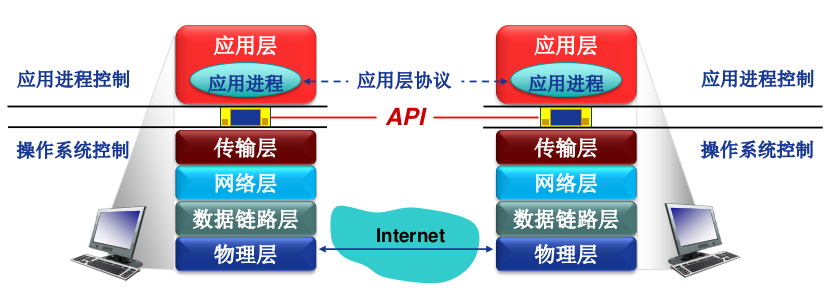 应用层
应用层
应用进程控制
应用进程
应用层协议
应用进程
应用进程控制
API
操作系统控制
传输层
传输层
操作系统控制
网络层
网络层
数据链路层
数据链路层
Internet
物理层
物理层